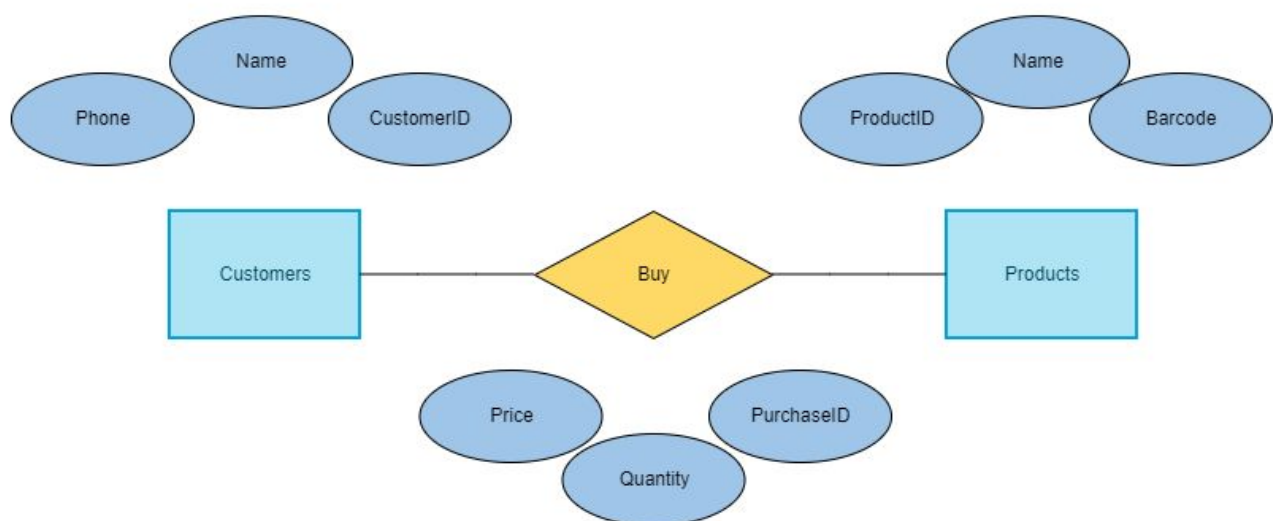 Name
Phone
CustomerID
Name
ProductID
Barcode
Customers
Buy
Products
Price
PurchaseID
Quantity